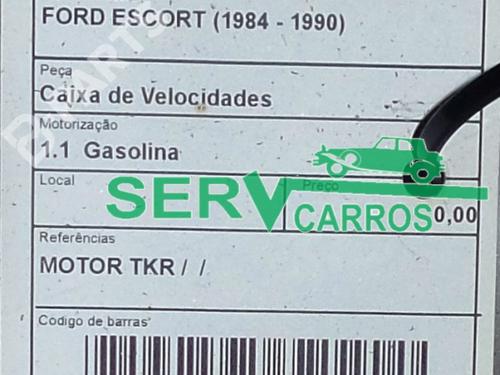 FORD ESCORT (1984 - 1990)
Peça
Caixa de Velocidades
Motorização
1.1 Gasolina
Local
Preço
SERV
CARROS
0,00
Referências
MOTOR TKR / /
Codigo de barras